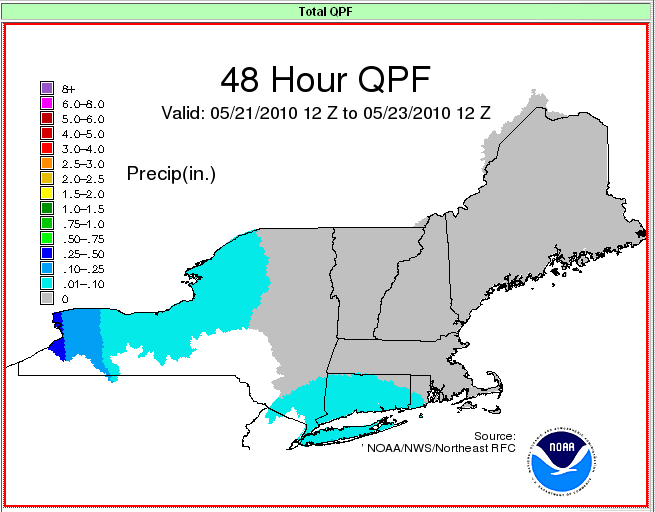 Total QPF
48 Hour QPF
Valid: 05/21/2010 12 Z to 05/23/2010 12 Z
Precip(in.)
8+
6.0–8.0
5.0–6.0
4.0–5.0
3.0–4.0
2.5–3.0
2.0–2.5
1.5–2.0
1.0–1.5
.75–1.0
.50–.75
.25–.50
.10–.25
.01–.10
0
Source:
' NOAA/NWS/Northeast RFC
NOAA